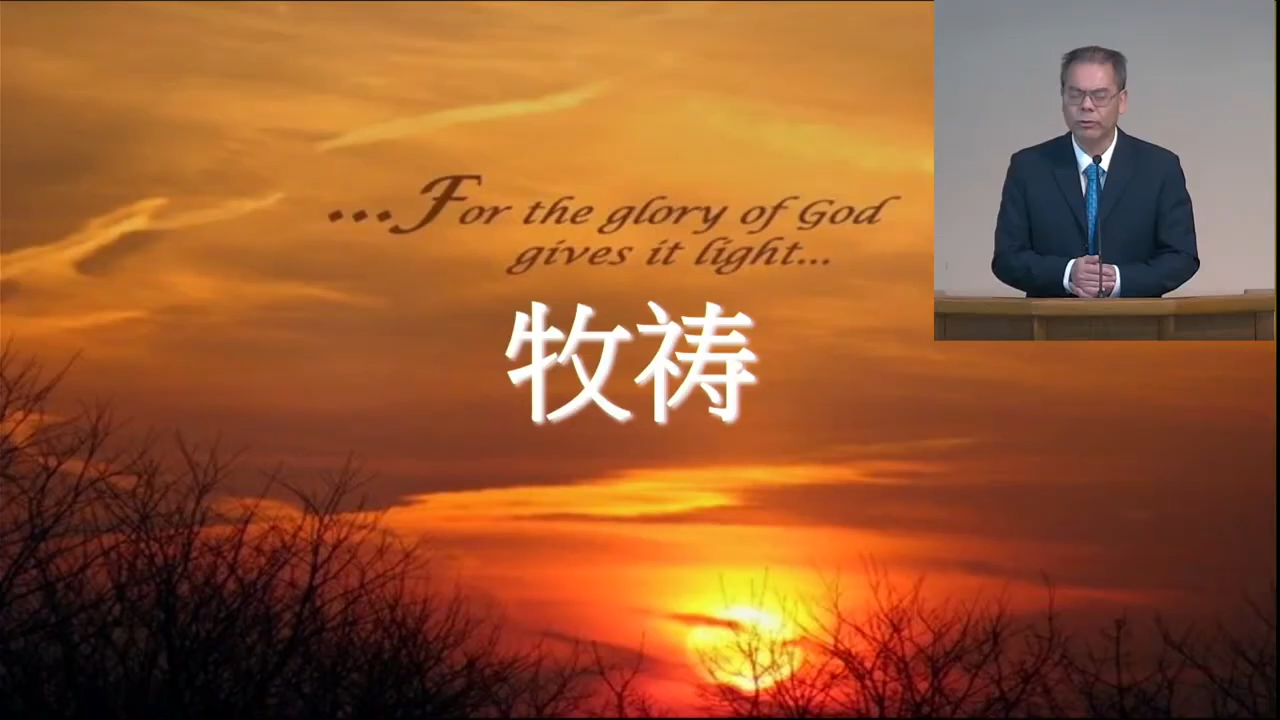 ...For the glory of God
gives it light...
牧祷